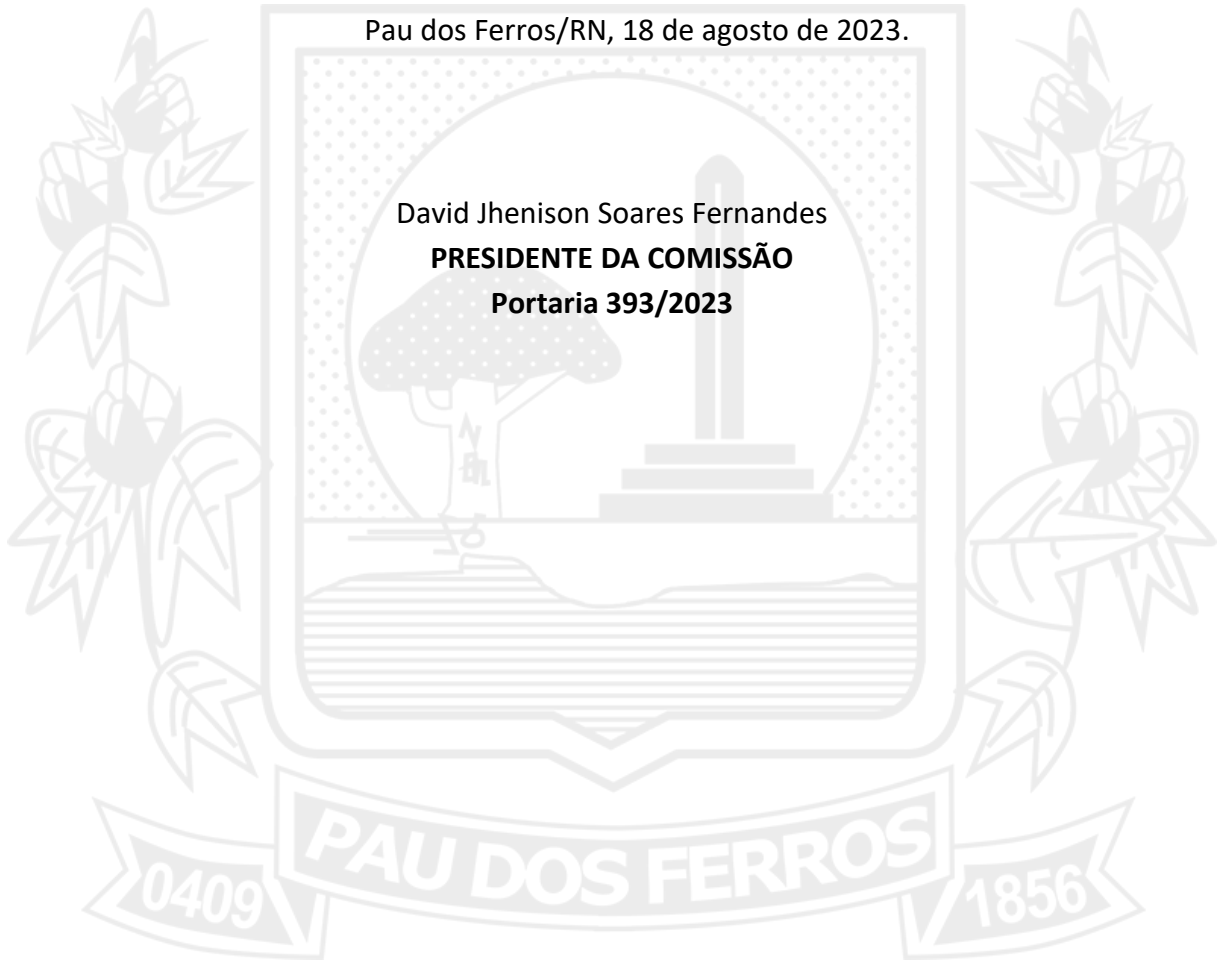 Pau dos Ferros/RN, 18 de agosto de 2023.
David Jhenison Soares Fernandes
PRESIDENTE DA COMISSÃO
Portaria 393/2023
PAU DOS FERROS
0409
1856